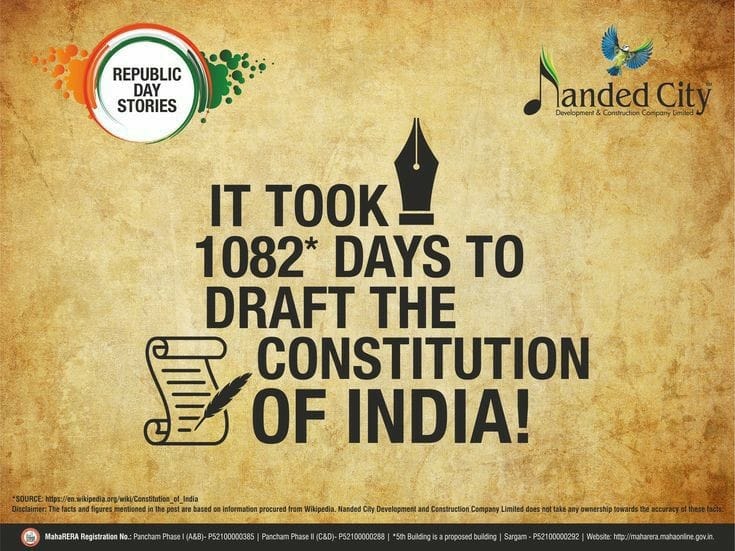 REPUBLIC
DAY
STORIES
Nanded City
Development & Construction Company Limited
IT TOOK
1082* DAYS TO
DRAFT THE
CONSTITUTION
OF INDIA!
*SOURCE: https://en.wikipedia.org/wiki/Constitution_of_India
Disclaimer: The facts and figures mentioned in the post are based on information procured from Wikipedia. Nanded City Development and Construction Company Limited does not take any ownership towards the accuracy of these facts.
MahaRERA Registration No.: Pancham Phase I (A&B)- P52100000385 | Pancham Phase II (C&D)- P52100000288 | *5th Building is a proposed building | Sargam - P52100000292 | Website: http://maharera.mahaonline.gov.in.